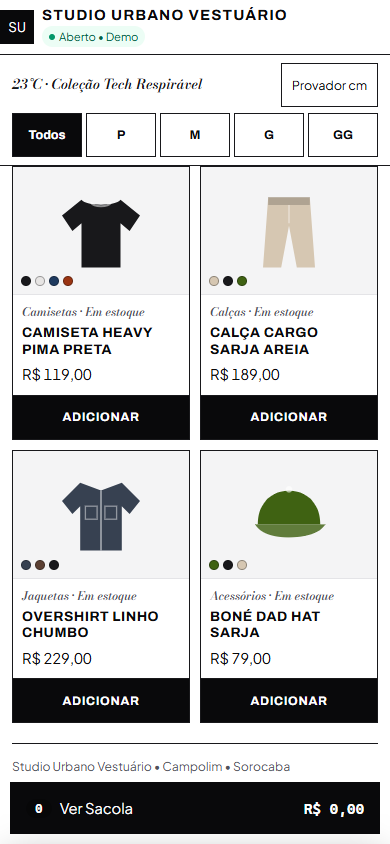 SU
STUDIO URBANO VESTUÁRIO
Aberto • Demo
23°C · Coleção Tech Respirável
Provador cm
Todos
P
M
G
GG
Camisetas · Em estoque
CAMISETA HEAVY
PIMA PRETA
R$ 119,00
ADICIONAR
Calças · Em estoque
CALÇA CARGO
SARJA AREIA
R$ 189,00
ADICIONAR
Jaquetas · Em estoque
OVERSHIRT LINHO
CHUMBO
R$ 229,00
ADICIONAR
Acessórios · Em estoque
BONÉ DAD HAT
SARJA
R$ 79,00
ADICIONAR
Studio Urbano Vestuário • Campolim • Sorocaba
0 Ver Sacola R$ 0,00